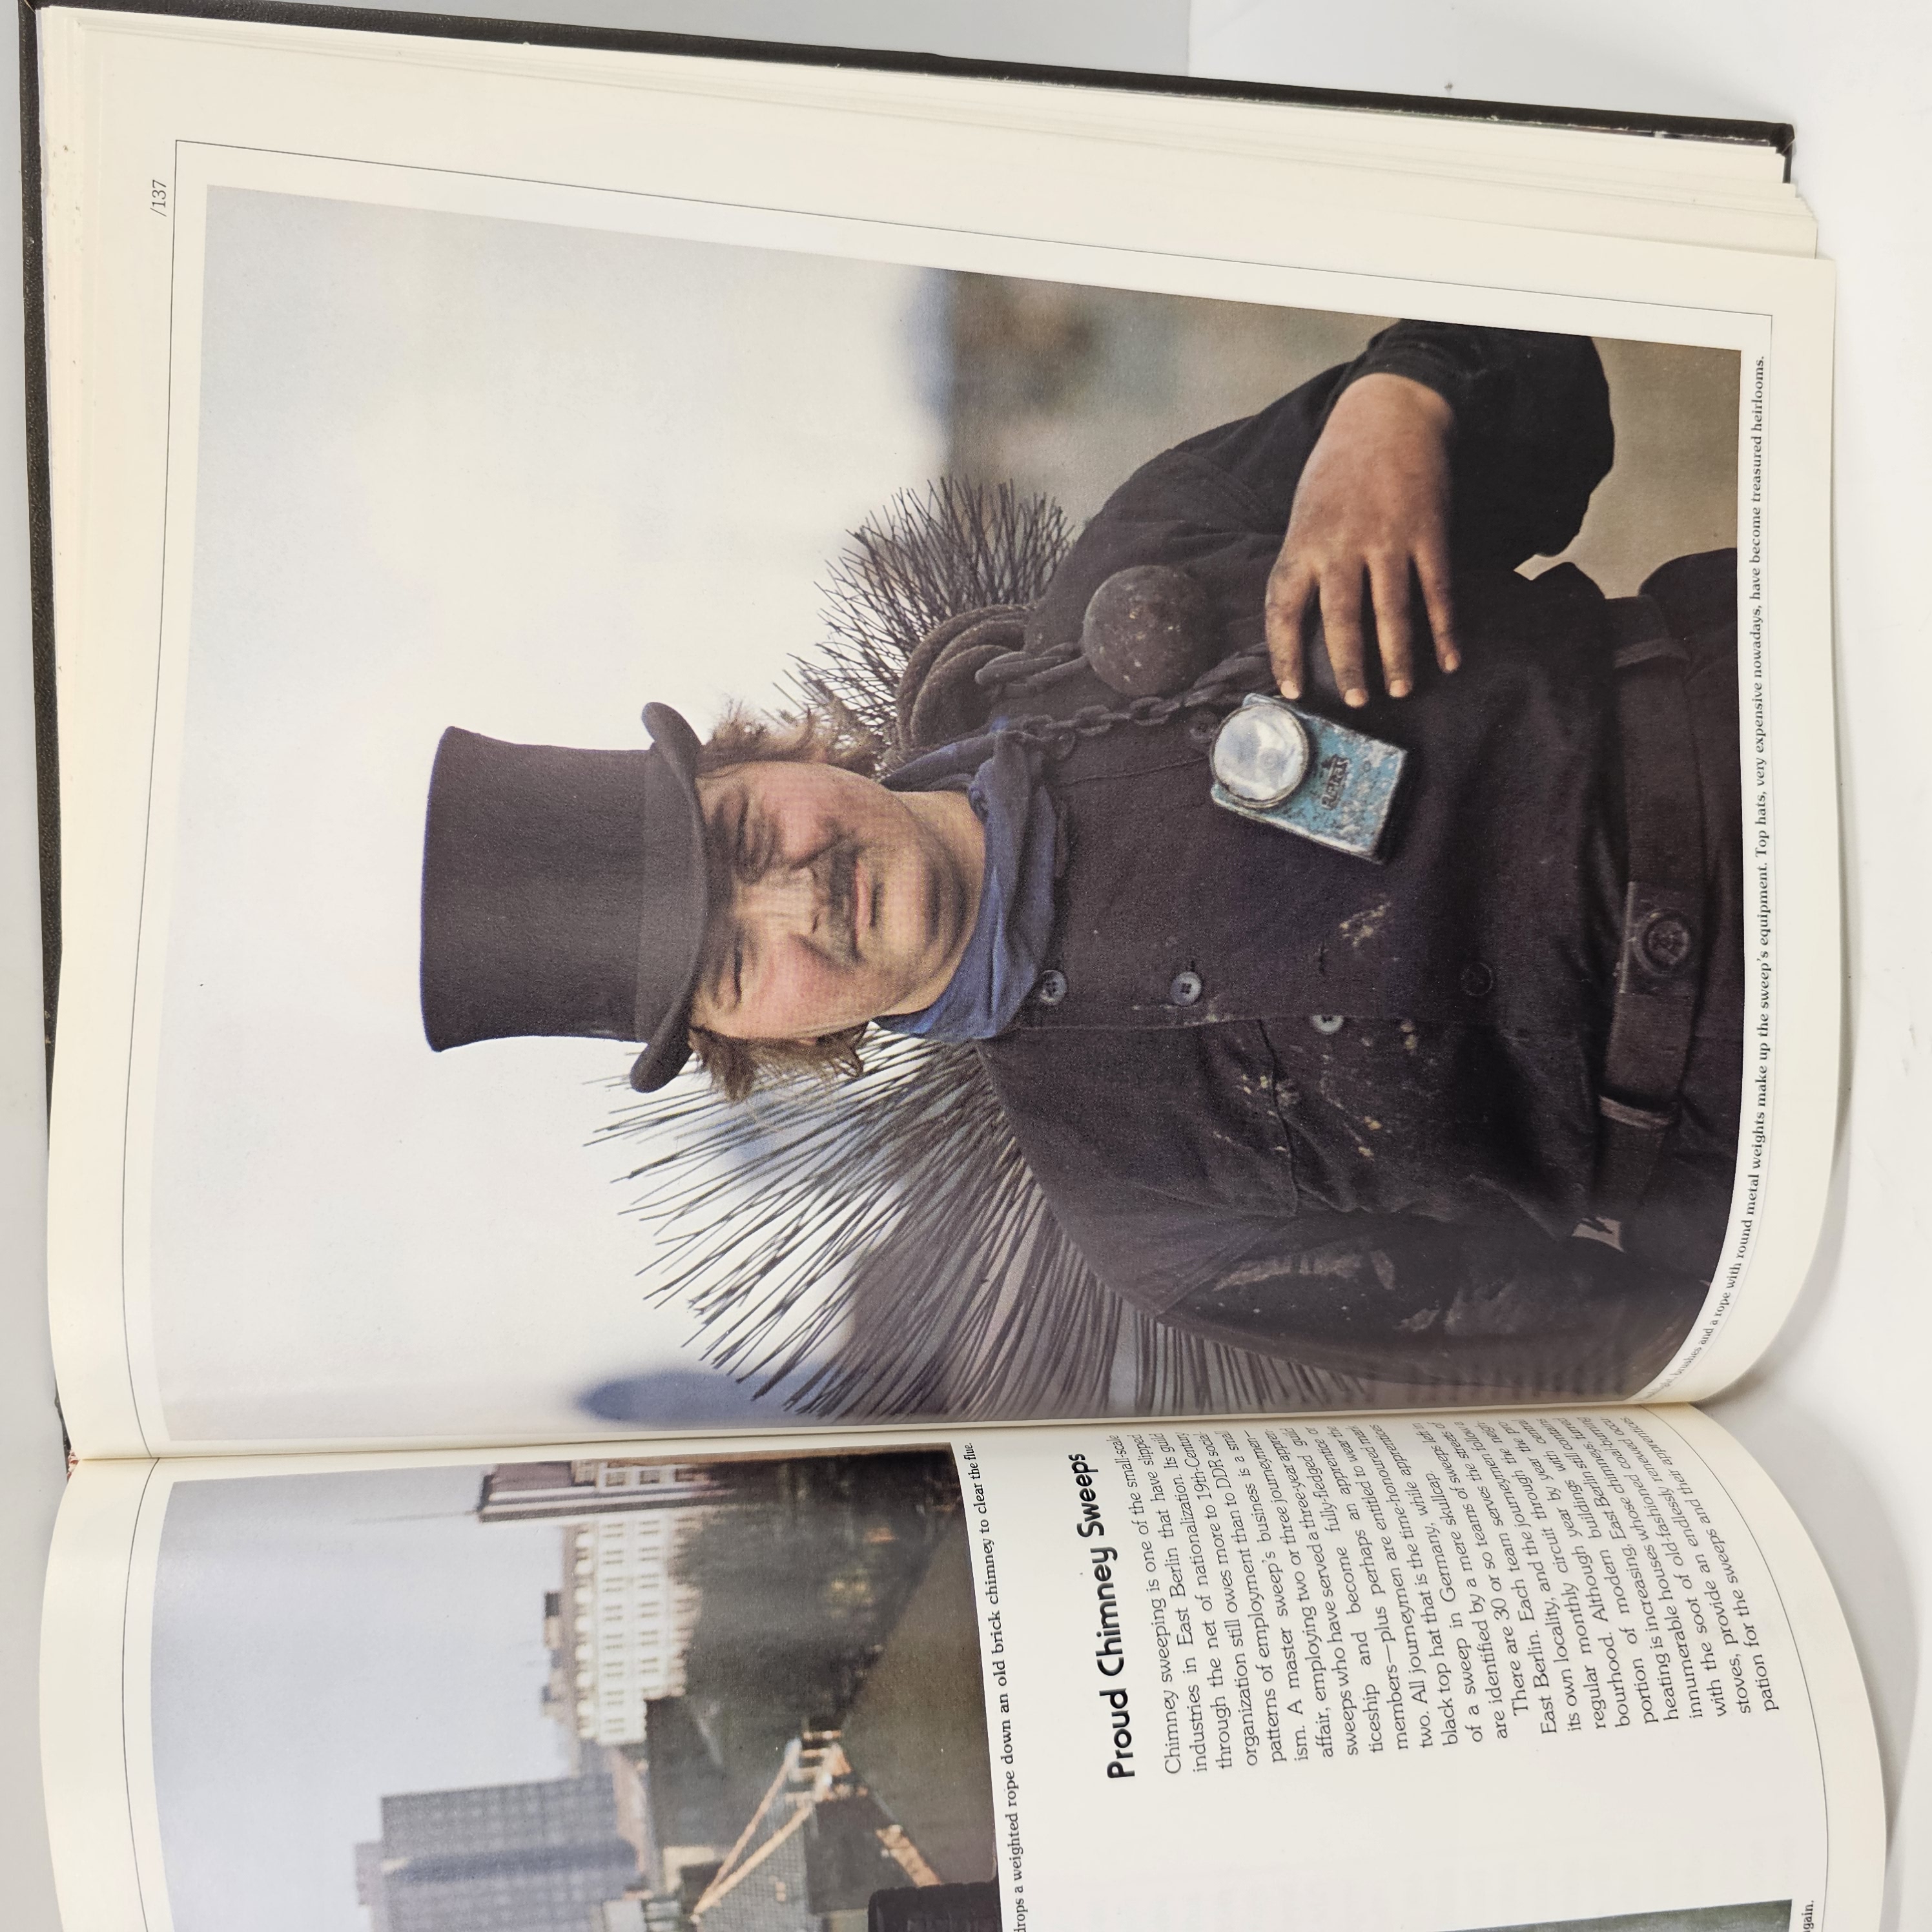 drops a weighted rope down an old brick chimney to clear the flue.
Proud Chimney Sweeps
Chimney sweeping is one of the small-scale
industries in East Berlin that have slipped
through the net of nationalization. Its guild
organization still owes more to 19th-Century
patterns of employment than to DDR social-
ism. A master sweep's business is a small
affair, employing two or three journeymen—
sweeps who have served a three-year appren-
ticeship and become fully-fledged guild
members—plus perhaps an apprentice or
two. All journeymen are entitled to wear the
black top hat that is the time-honoured mark
of a sweep in Germany, while apprentices
are identified by a mere skullcap.
There are 30 or so teams of sweeps left in
East Berlin. Each team serves the streets of
its own locality, and the journeymen follow a
regular monthly circuit through the neigh-
bourhood. Although year by year the pro-
portion of modern buildings with central
heating is increasing, East Berlin still contains
innumerable houses whose chimneys, furred
with the soot of old-fashioned coal-burning
stoves, provide an endlessly renewed occu-
pation for the sweeps and their apprentices.
again.
/137
brushes and a rope with round metal weights make up the sweep's equipment. Top hats, very expensive nowadays, have become treasured heirlooms.